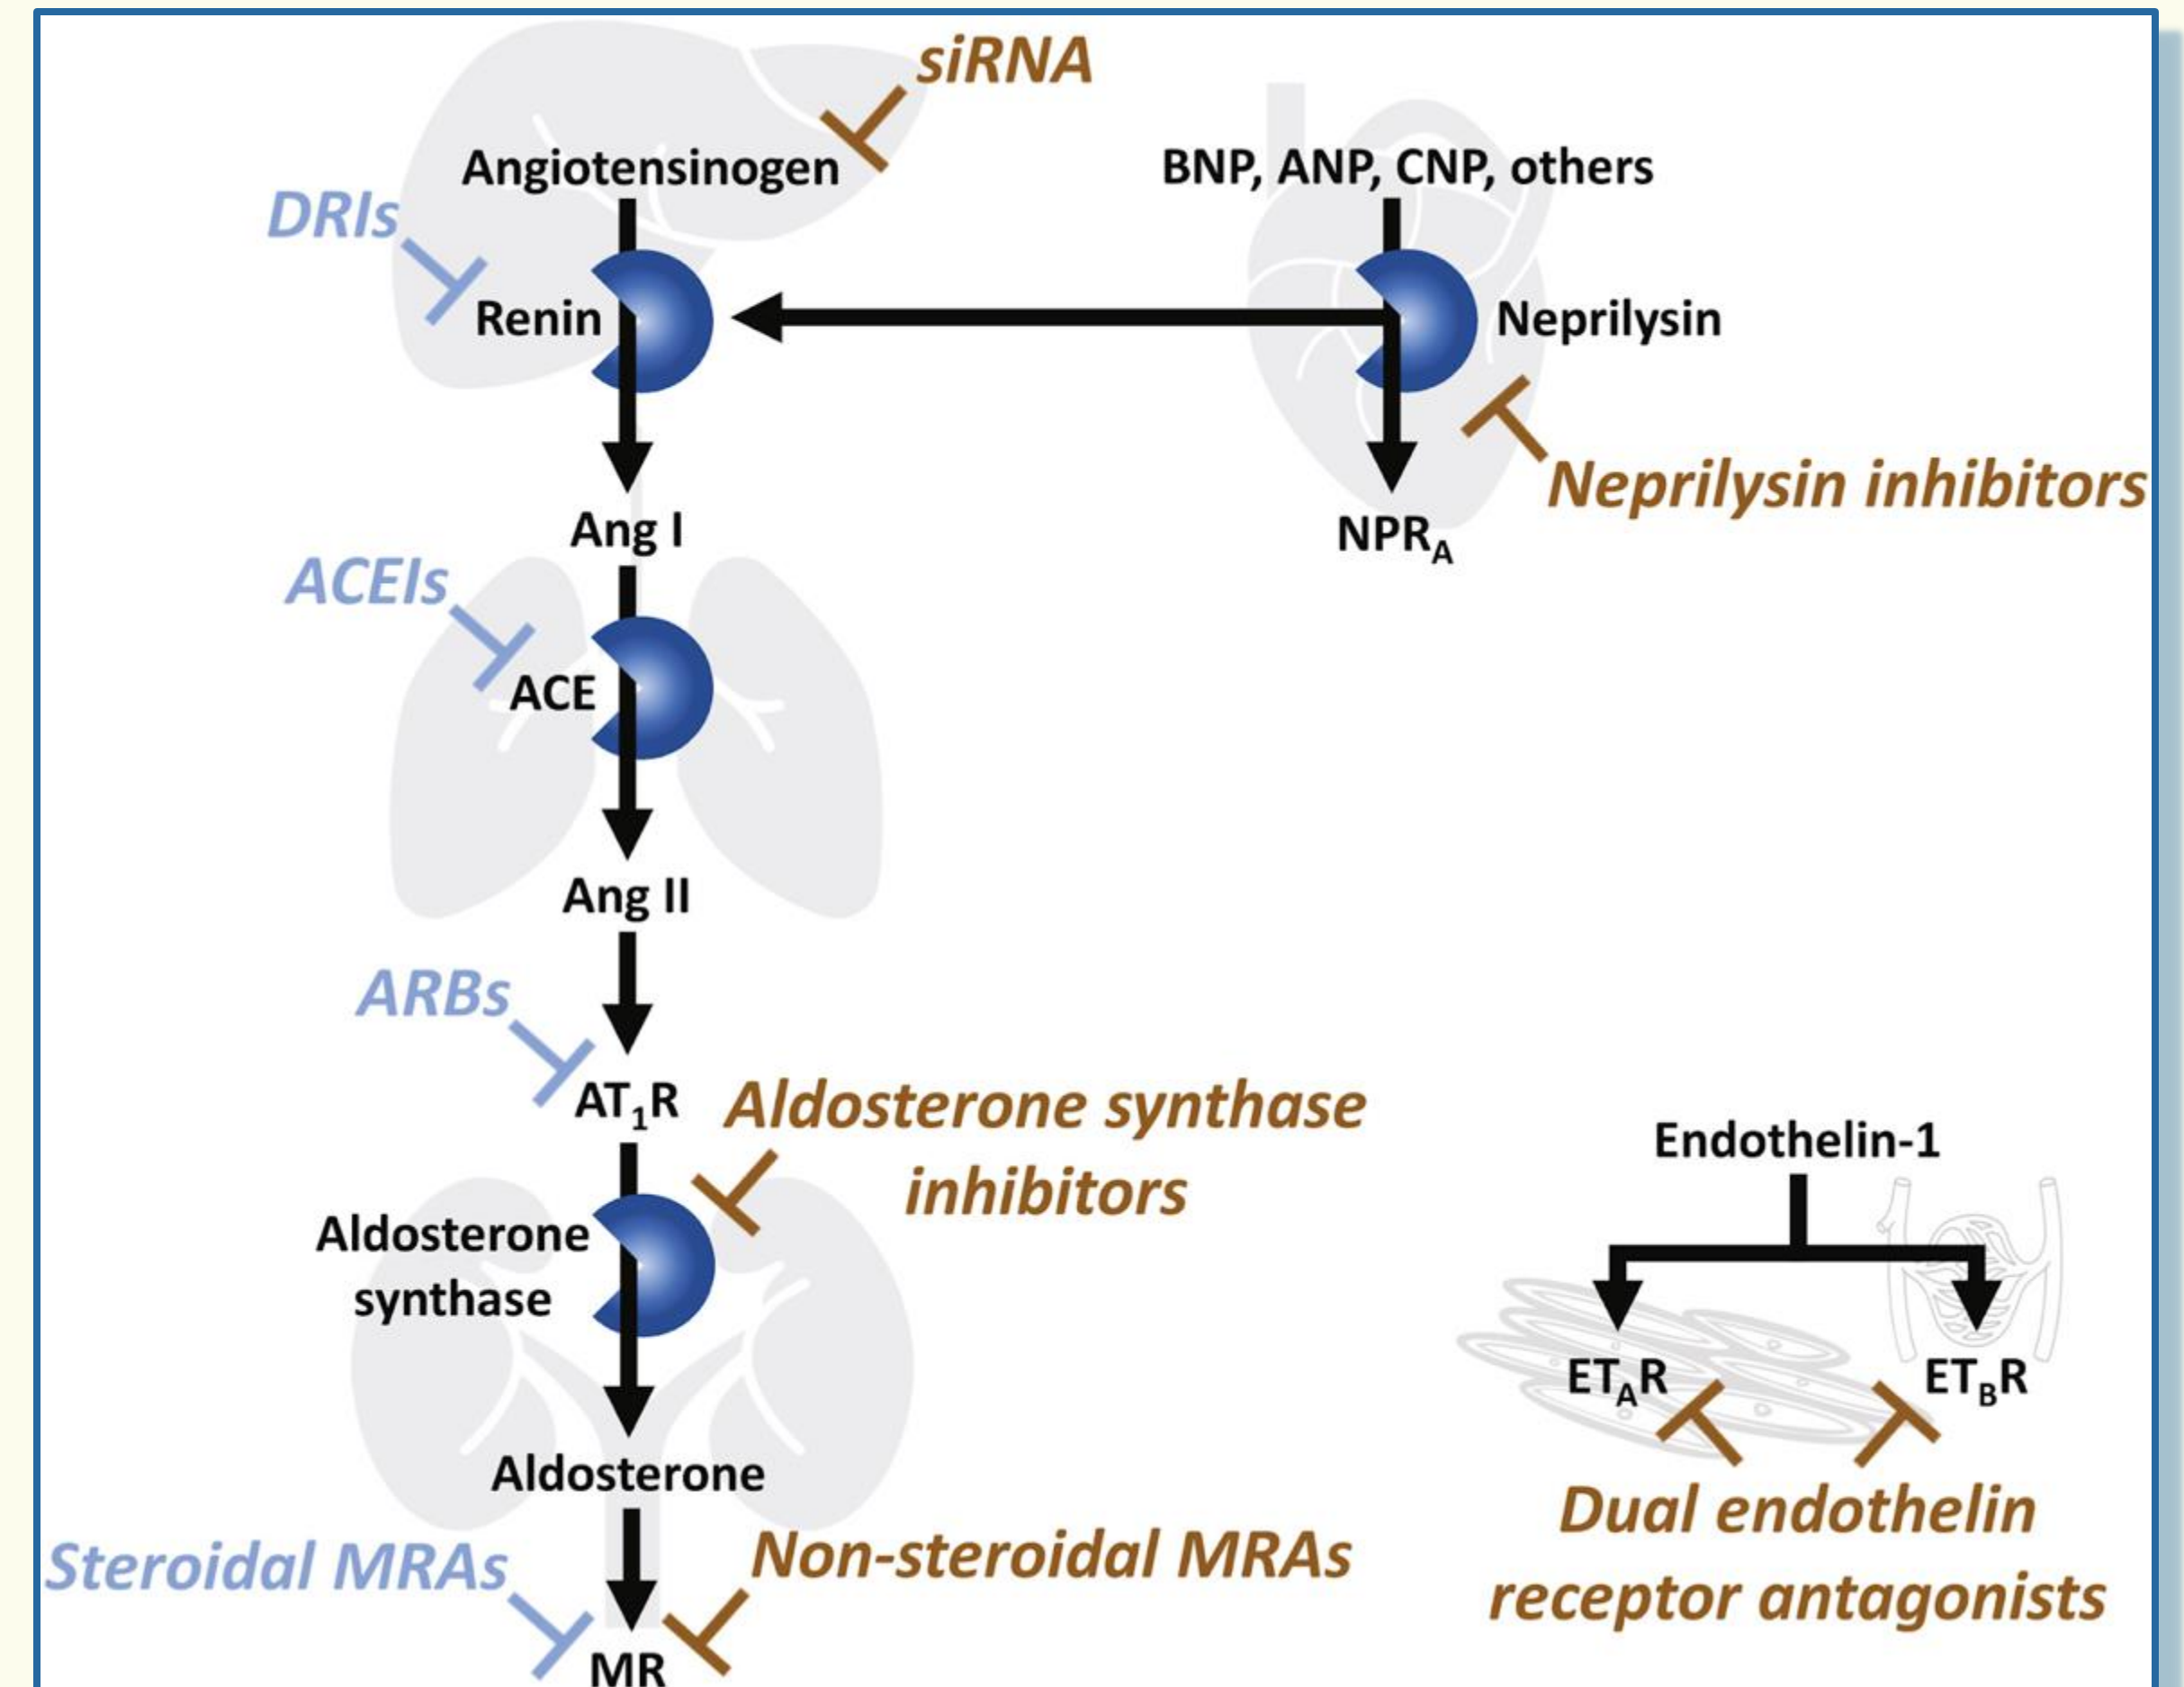 siRNA
Angiotensinogen
BNP, ANP, CNP, others
DRIs
Renin
Neprilysin
Neprilysin inhibitors
Ang I
NPRA
ACEIs
ACE
Ang II
ARBs
AT1R
Aldosterone synthase
inhibitors
Endothelin-1
Aldosterone
synthase
ETAR
ETBR
Aldosterone
Dual endothelin
receptor antagonists
Steroidal MRAs
Non-steroidal MRAs
MR